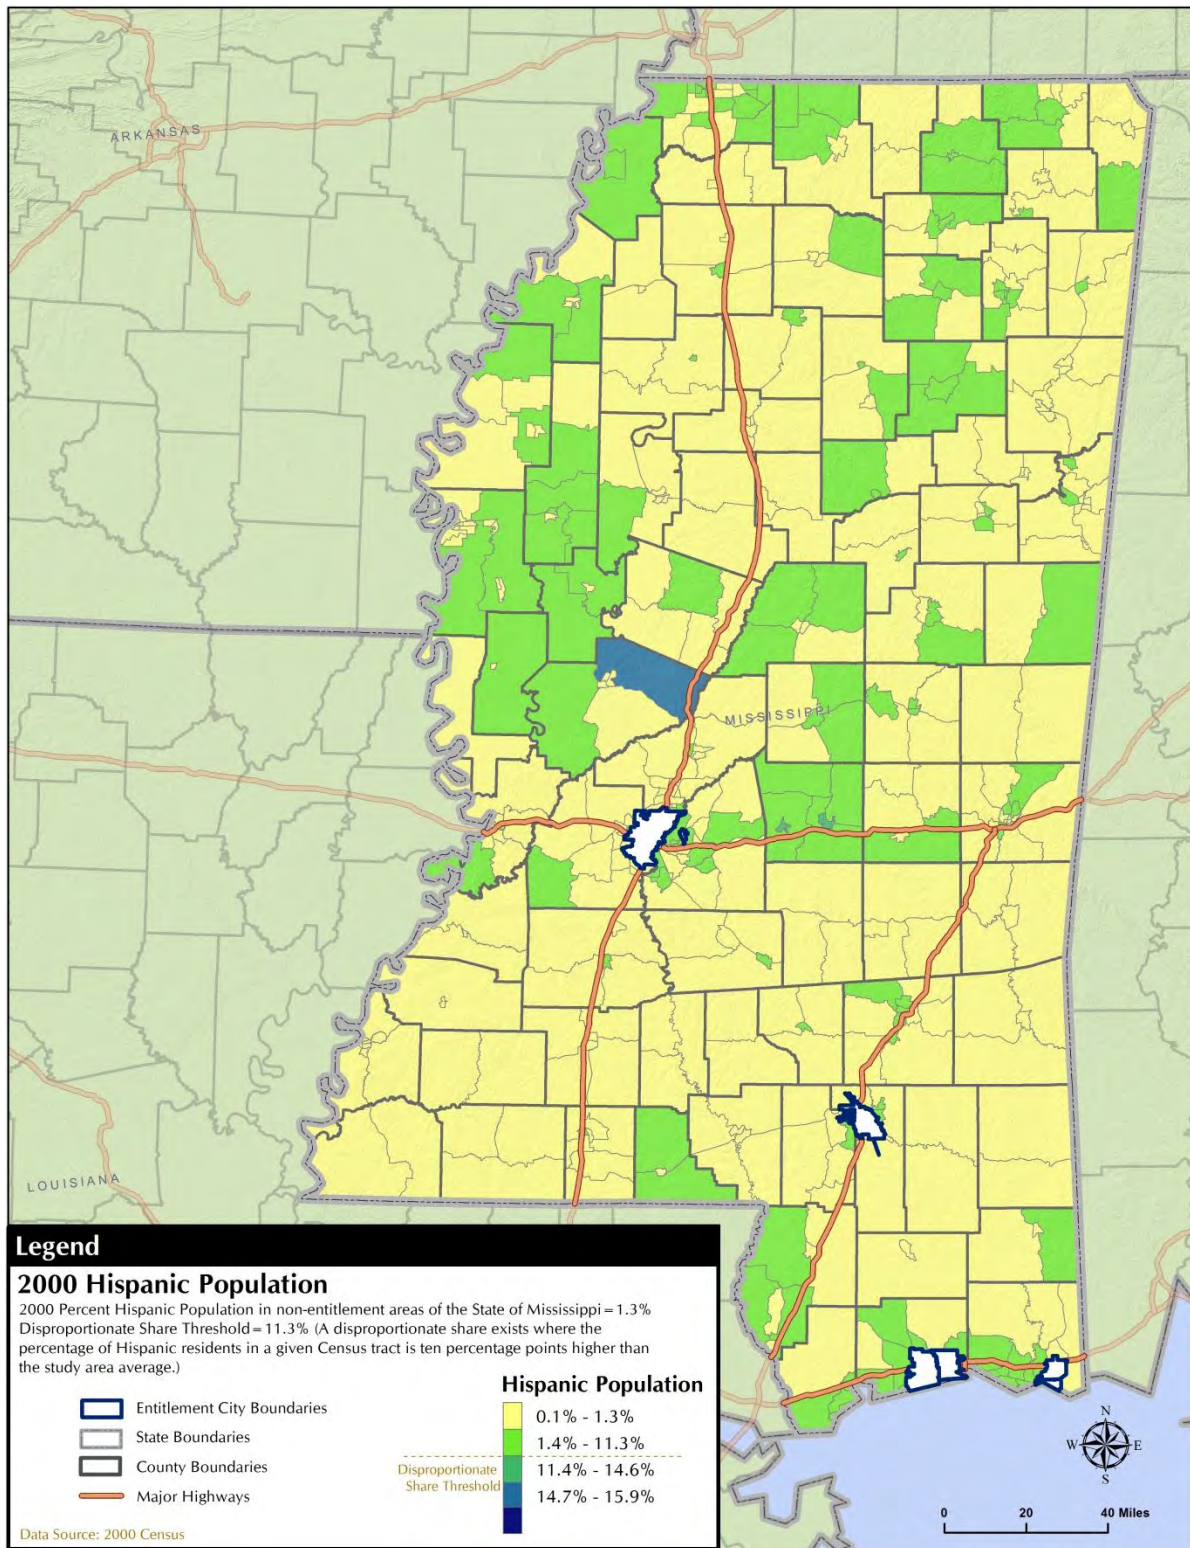 ARKANSAS
MISSISSIPPI
LOUISIANA
Legend
2000 Hispanic Population
2000 Percent Hispanic Population in non-entitlement areas of the State of Mississippi = 1.3%
Disproportionate Share Threshold = 11.3% (A disproportionate share exists where the
percentage of Hispanic residents in a given Census tract is ten percentage points higher than
the study area average.)
Entitlement City Boundaries
State Boundaries
County Boundaries
Major Highways
Data Source: 2000 Census
Hispanic Population
0.1% - 1.3%
1.4% - 11.3%
Disproportionate
Share Threshold
11.4% - 14.6%
14.7% - 15.9%
N
W E
S
0 20 40 Miles